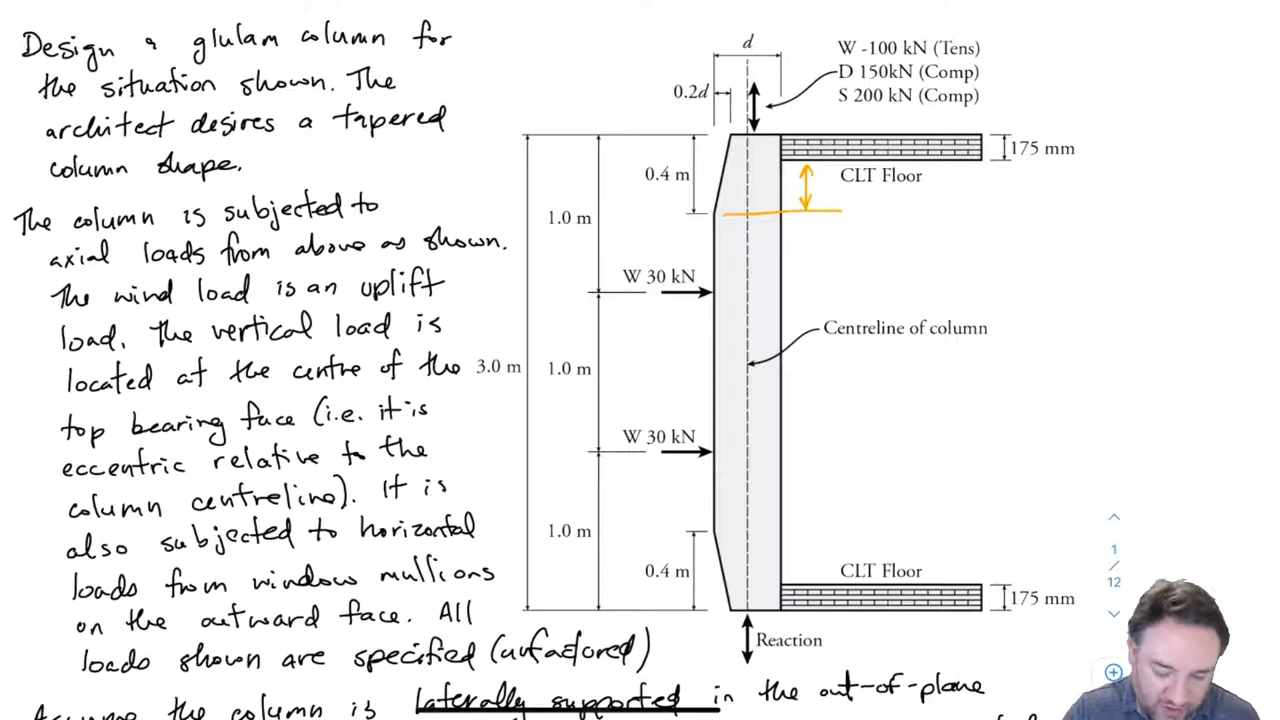 Design a glulam column for
the situation shown. The
architect desires a tapered
column shape.
The column is subjected to
axial loads from above as shown.
The wind load is an uplift
load. The vertical load is
located at the centre of the
top bearing face (i.e. it is
eccentric relative to the
column centreline). It is
also subjected to horizontal
loads from window mullions
on the outward face. All
loads shown are specified (unfactored)
Assume the column is laterally supported in the out-of-plane
d
W -100 kN (Tens)
D 150kN (Comp)
S 200 kN (Comp)
0.2d
175 mm
CLT Floor
0.4 m
1.0 m
W 30 kN
Centreline of column
3.0 m
1.0 m
W 30 kN
1.0 m
0.4 m
CLT Floor
175 mm
Reaction
1
/
12